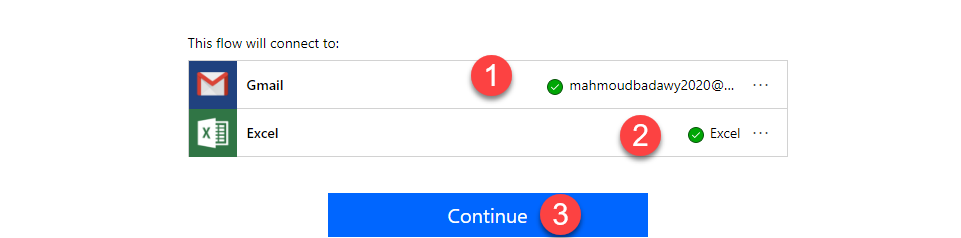 This flow will connect to:
Gmail 1 mahmoudbadawy2020@... ...
Excel 2 Excel ...
Continue 3